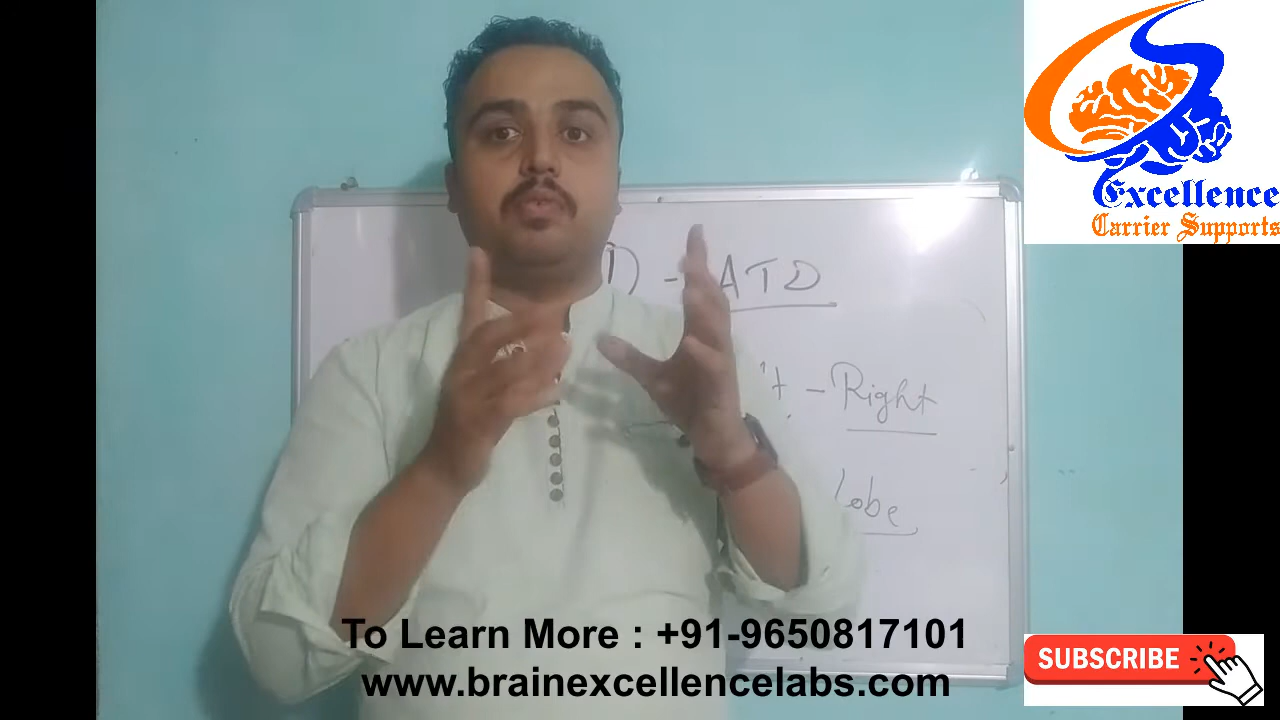 Excellence
Carrier Supports
D - ATD
- Right
Lobe
To Learn More : +91-9650817101
www.brainexcellencelabs.com
SUBSCRIBE